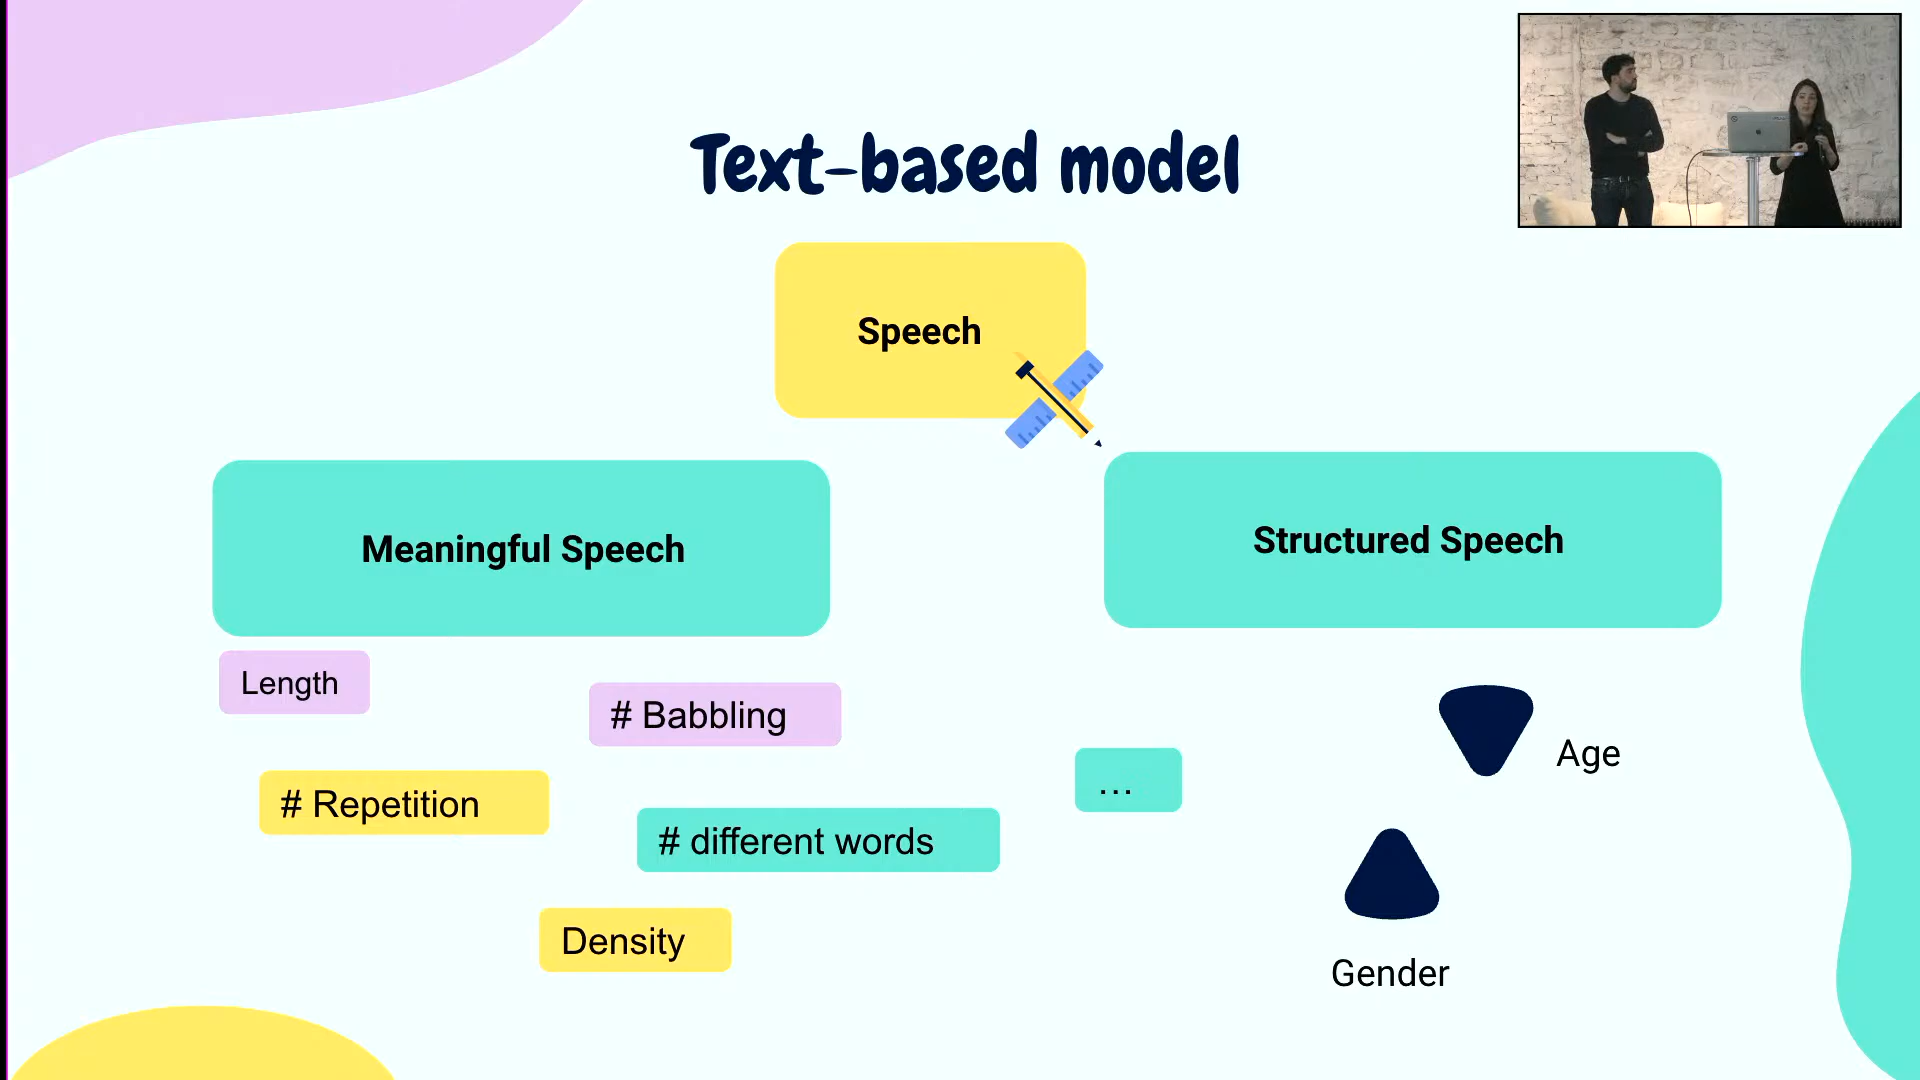 Text-based model
Speech
Meaningful Speech
Structured Speech
Length
# Babbling
# Repetition
# different words
...
Density
Age
Gender